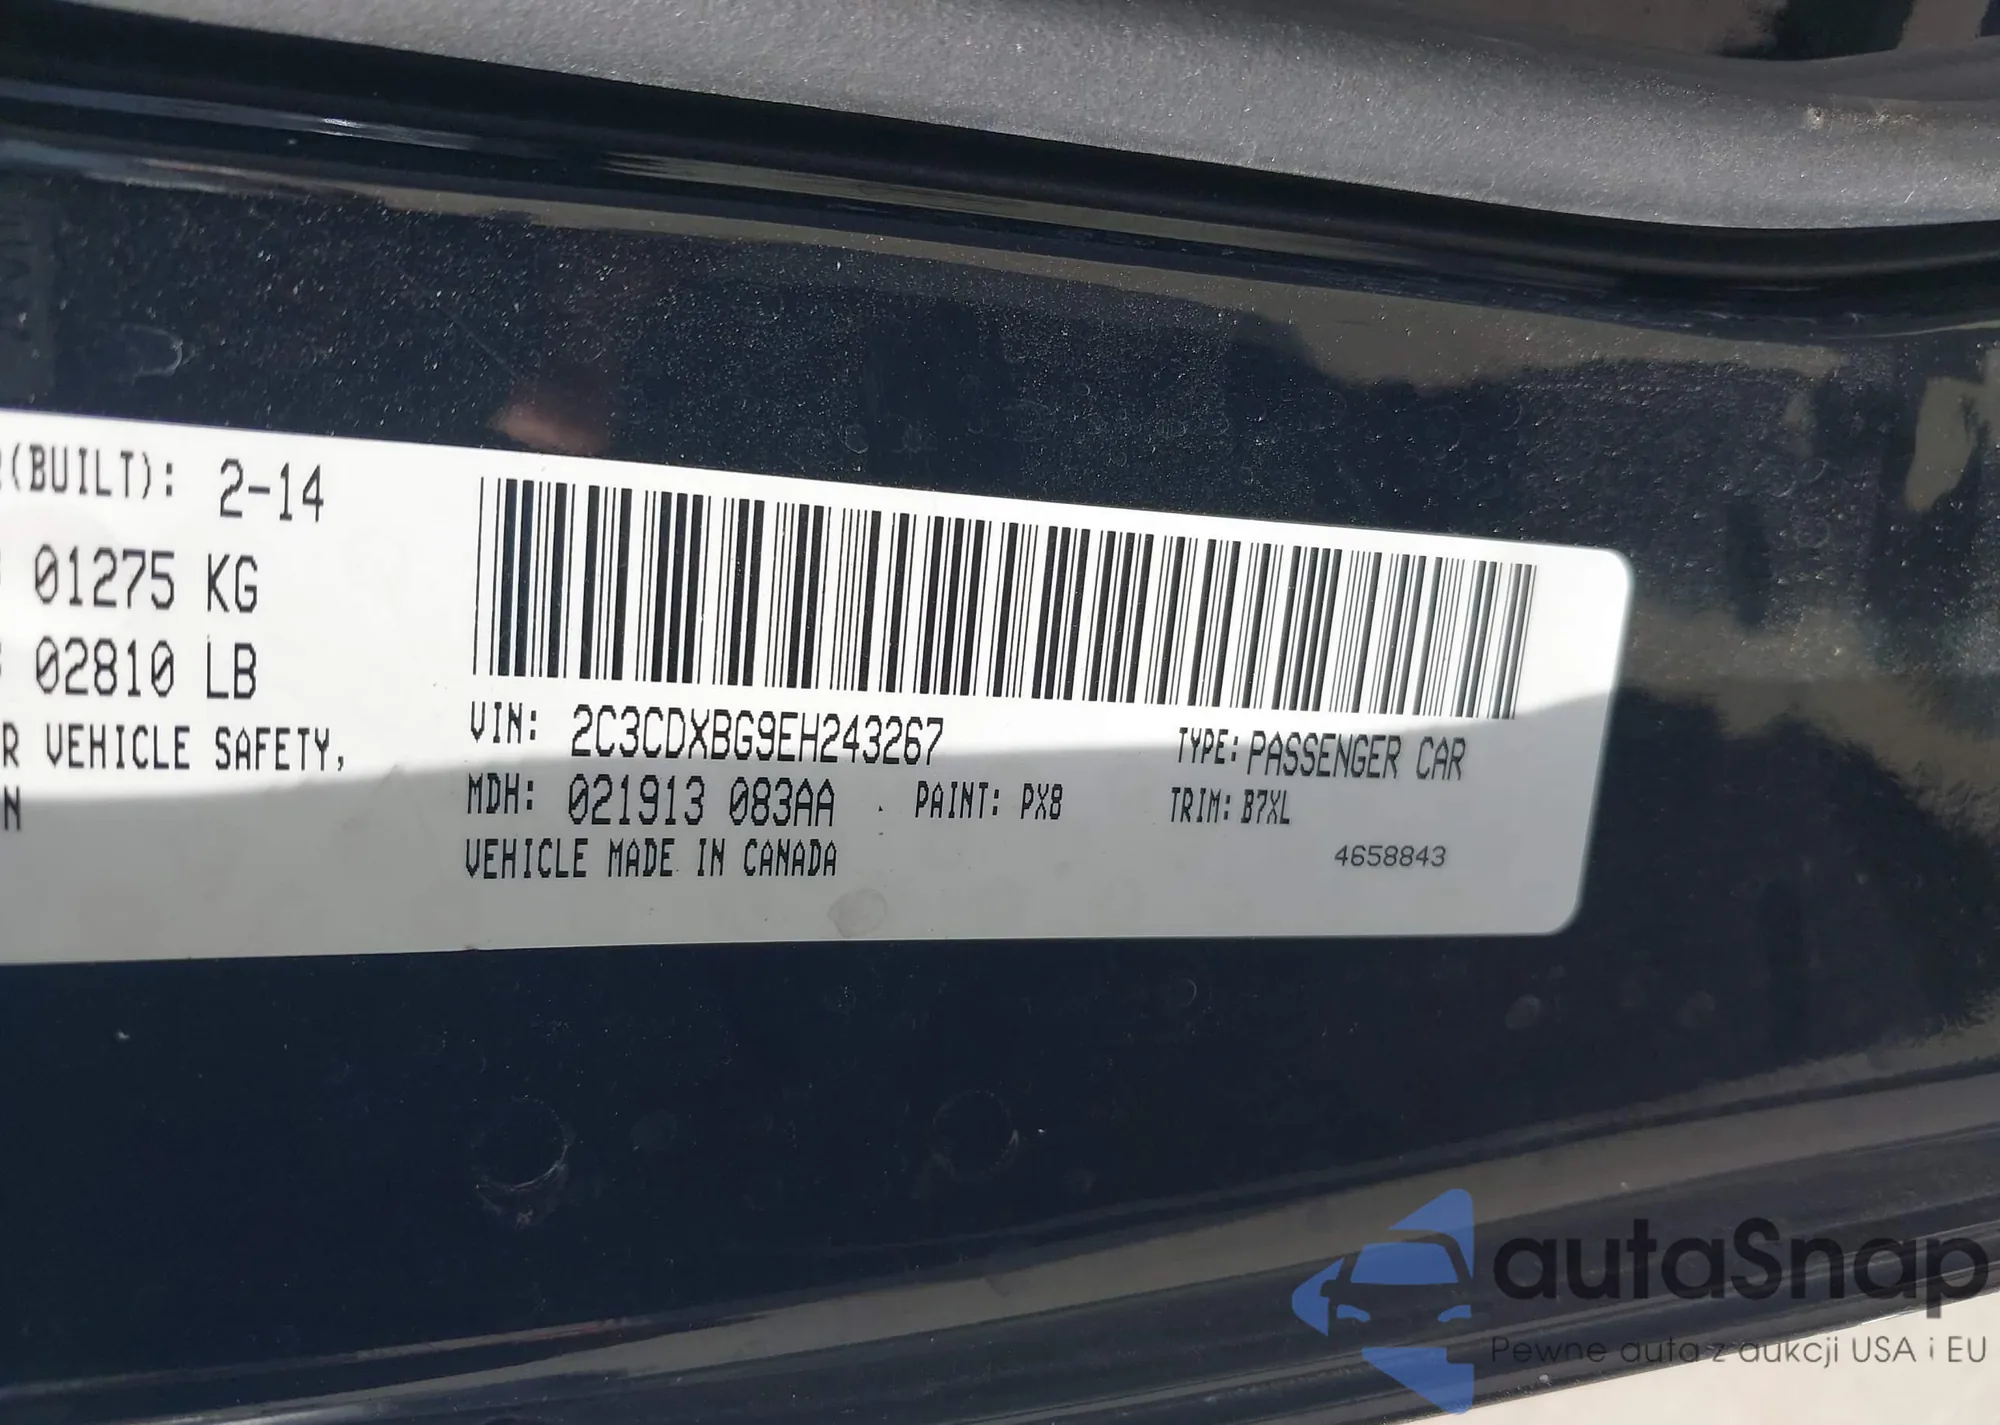 (BUILT): 2-14
01275 KG
02810 LB
R VEHICLE SAFETY,
N
VIN: 2C3CDXBG9EH243267
TYPE: PASSENGER CAR
MDH: 021913 083AA
PAINT: PX8
TRIM: B7XL
VEHICLE MADE IN CANADA
4658843
autaSnap
Pewne auta z aukcji USA i EU